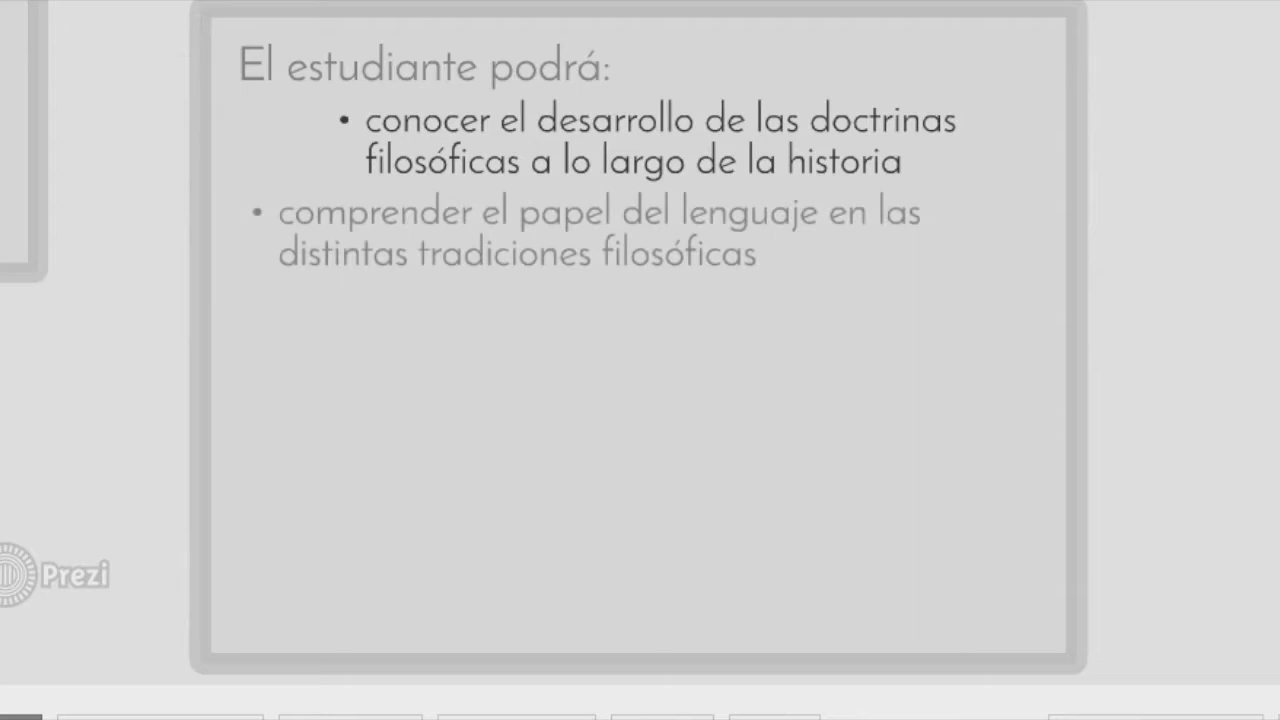 El estudiante podrá:
• conocer el desarrollo de las doctrinas
filosóficas a lo largo de la historia
• comprender el papel del lenguaje en las
distintas tradiciones filosóficas
Prezi